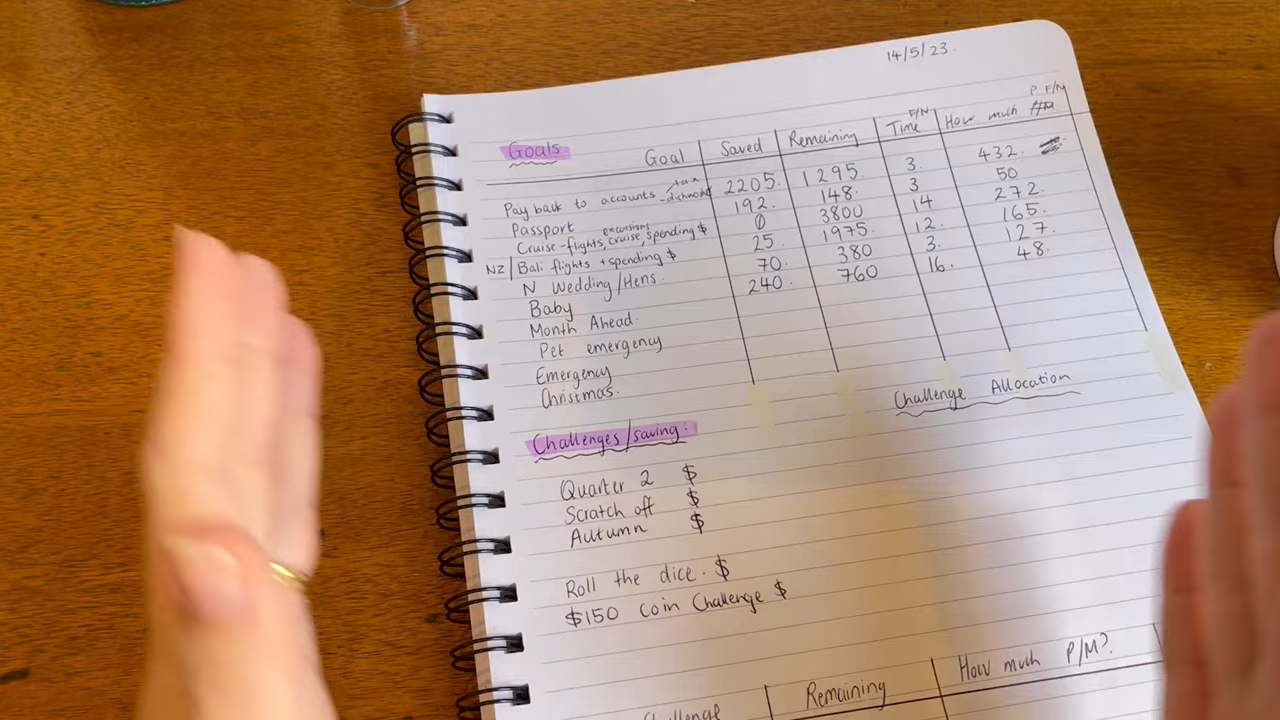 14/5/23.
Goals
Goal Saved Remaining Time F/N How much P F/N
Pay back to accounts tax 2205. 1295. 3. 432.
Passport 192. 148. 3 50
Cruise-flights, cruise, excursions spending $ 0 3800 14 272.
NZ/Bali flights + spending $ 25. 1975. 12. 165.
N Wedding/Hens. 70. 380 3. 127.
Baby 240. 760 16. 48.
Month Ahead.
Pet emergency
Emergency
Christmas.
Challenge Allocation
Challenges/saving.
Quarter 2 $
Scratch off $
Autumn $
Roll the dice. $
$150 Coin Challenge $
Challenge Remaining How much P/M?